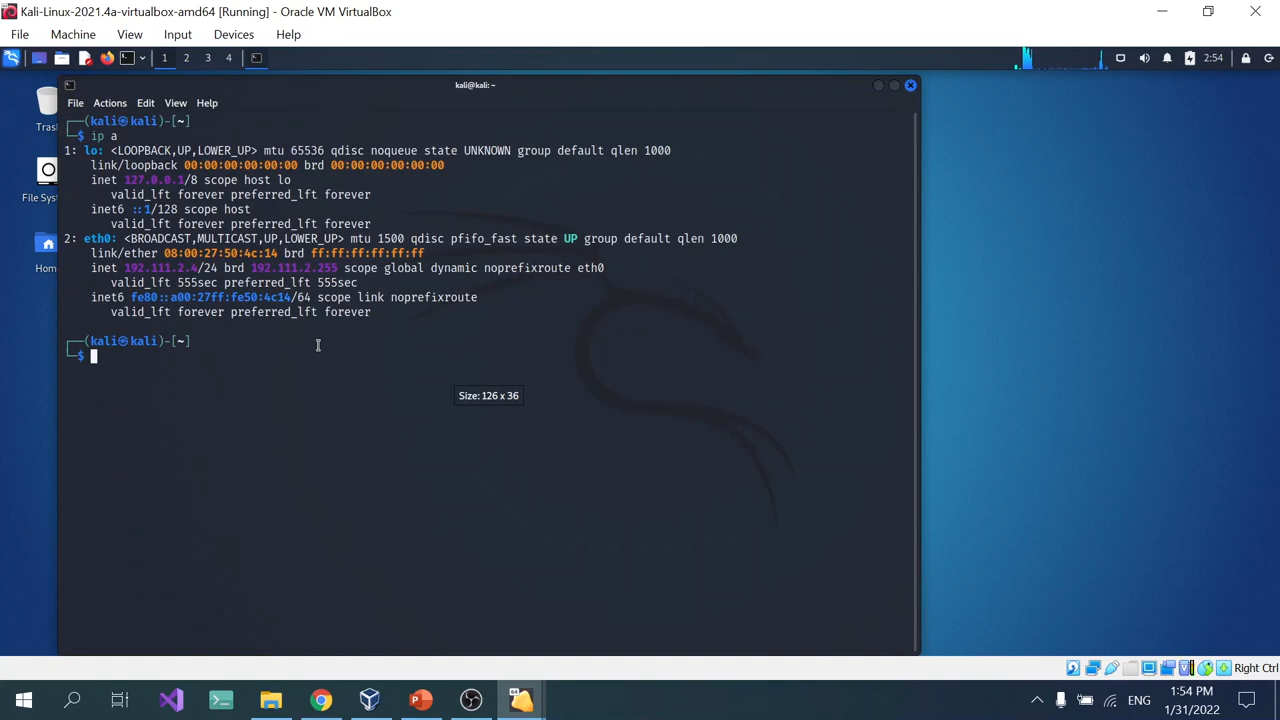 Kali-Linux-2021.4a-virtualbox-amd64 [Running] - Oracle VM VirtualBox
File Machine View Input Devices Help
1 2 3 4 2:54
kali@kali: ~
File Actions Edit View Help
Trash
File Sys
Home
┌──(kali㉿kali)-[~]
└─$ ip a
1: lo: <LOOPBACK,UP,LOWER_UP> mtu 65536 qdisc noqueue state UNKNOWN group default qlen 1000
link/loopback 00:00:00:00:00:00 brd 00:00:00:00:00:00
inet 127.0.0.1/8 scope host lo
valid_lft forever preferred_lft forever
inet6 ::1/128 scope host
valid_lft forever preferred_lft forever
2: eth0: <BROADCAST,MULTICAST,UP,LOWER_UP> mtu 1500 qdisc pfifo_fast state UP group default qlen 1000
link/ether 08:00:27:50:4c:14 brd ff:ff:ff:ff:ff:ff
inet 192.111.2.4/24 brd 192.111.2.255 scope global dynamic noprefixroute eth0
valid_lft 555sec preferred_lft 555sec
inet6 fe80::a00:27ff:fe50:4c14/64 scope link noprefixroute
valid_lft forever preferred_lft forever
┌──(kali㉿kali)-[~]
└─$
Size: 126 x 36
Right Ctrl
64
ENG
1:54 PM
1/31/2022